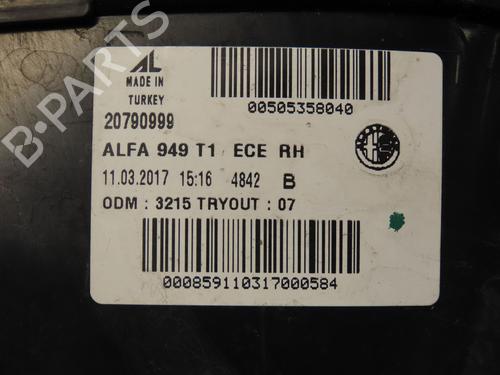 AL
MADE IN
TURKEY
00505358040
20790999
ALFA 949 T1 ECE RH
11.03.2017 15:16 4842 B
ODM : 3215 TRYOUT : 07
000859110317000584